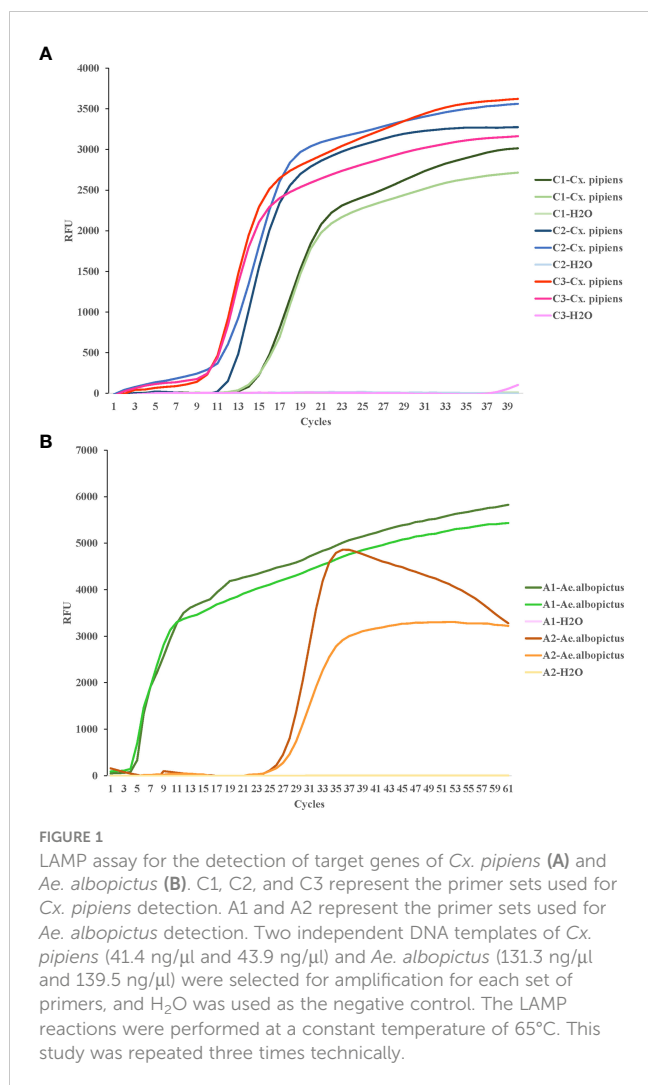 A
4000
3500
3000
2500
2000
1500
1000
500
0
RFU
1 3 5 7 9 11 13 15 17 19 21 23 25 27 29 31 33 35 37 39
Cycles
C1-Cx. pipiens
C1-Cx. pipiens
C1-H2O
C2-Cx. pipiens
C2-Cx. pipiens
C2-H2O
C3-Cx. pipiens
C3-Cx. pipiens
C3-H2O
B
7000
6000
5000
4000
3000
2000
1000
0
RFU
1 3 5 7 9 11 13 15 17 19 21 23 25 27 29 31 33 35 37 39 41 43 45 47 49 51 53 55 57 59 61
Cycles
A1-Ae.albopictus
A1-Ae.albopictus
A1-H2O
A2-Ae.albopictus
A2-Ae.albopictus
A2-H2O
FIGURE 1
LAMP assay for the detection of target genes of Cx. pipiens (A) and
Ae. albopictus (B). C1, C2, and C3 represent the primer sets used for
Cx. pipiens detection. A1 and A2 represent the primer sets used for
Ae. albopictus detection. Two independent DNA templates of Cx.
pipiens (41.4 ng/μl and 43.9 ng/μl) and Ae. albopictus (131.3 ng/μl
and 139.5 ng/μl) were selected for amplification for each set of
primers, and H₂O was used as the negative control. The LAMP
reactions were performed at a constant temperature of 65°C. This
study was repeated three times technically.